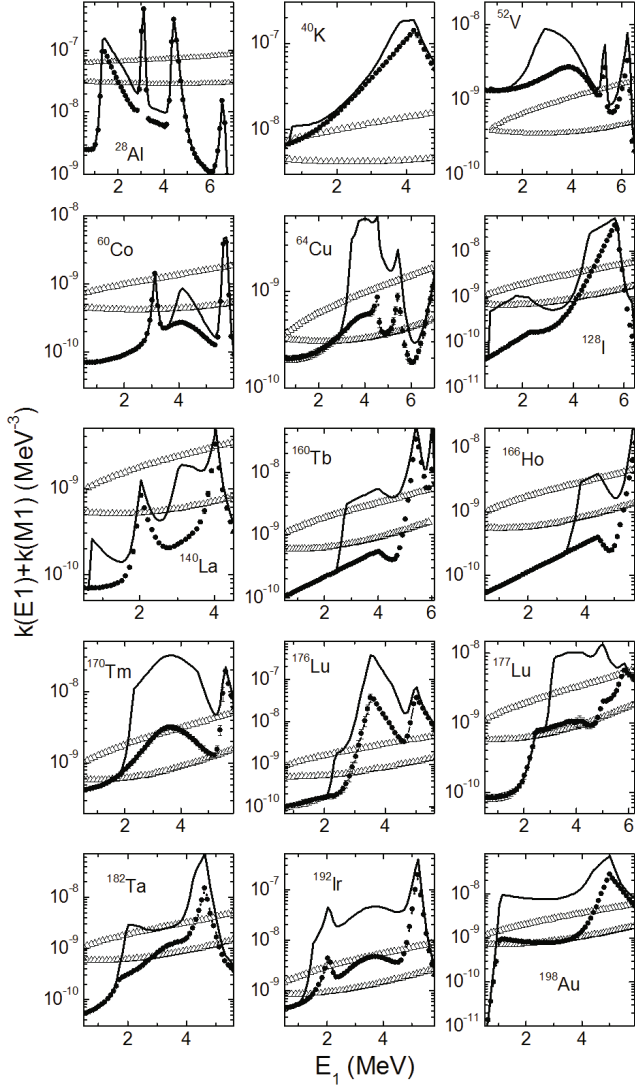 k(E1)+k(M1) (MeV⁻³)
10⁻⁷
10⁻⁸
10⁻⁹
²⁸Al
2 4 6
10⁻⁷
10⁻⁸
⁴⁰K
2 4
10⁻⁸
10⁻⁹
10⁻¹⁰
⁵²V
2 4 6
10⁻⁸
10⁻⁹
10⁻¹⁰
⁶⁰Co
2 4
10⁻⁹
10⁻¹⁰
⁶⁴Cu
2 4 6
10⁻⁸
10⁻⁹
10⁻¹⁰
10⁻¹¹
¹²⁸I
2 4 6
10⁻⁹
10⁻¹⁰
¹⁴⁰La
2 4
10⁻⁸
10⁻⁹
10⁻¹⁰
¹⁶⁰Tb
2 4 6
10⁻⁸
10⁻⁹
10⁻¹⁰
¹⁶⁶Ho
2 4
10⁻⁸
10⁻⁹
¹⁷⁰Tm
2 4
10⁻⁷
10⁻⁸
10⁻⁹
10⁻¹⁰
¹⁷⁶Lu
2 4
10⁻⁸
10⁻⁹
10⁻¹⁰
¹⁷⁷Lu
2 4 6
10⁻⁸
10⁻⁹
10⁻¹⁰
¹⁸²Ta
2 4
10⁻⁷
10⁻⁸
10⁻⁹
¹⁹²Ir
2 4
10⁻⁸
10⁻⁹
10⁻¹⁰
10⁻¹¹
¹⁹⁸Au
2 4
E₁ (MeV)